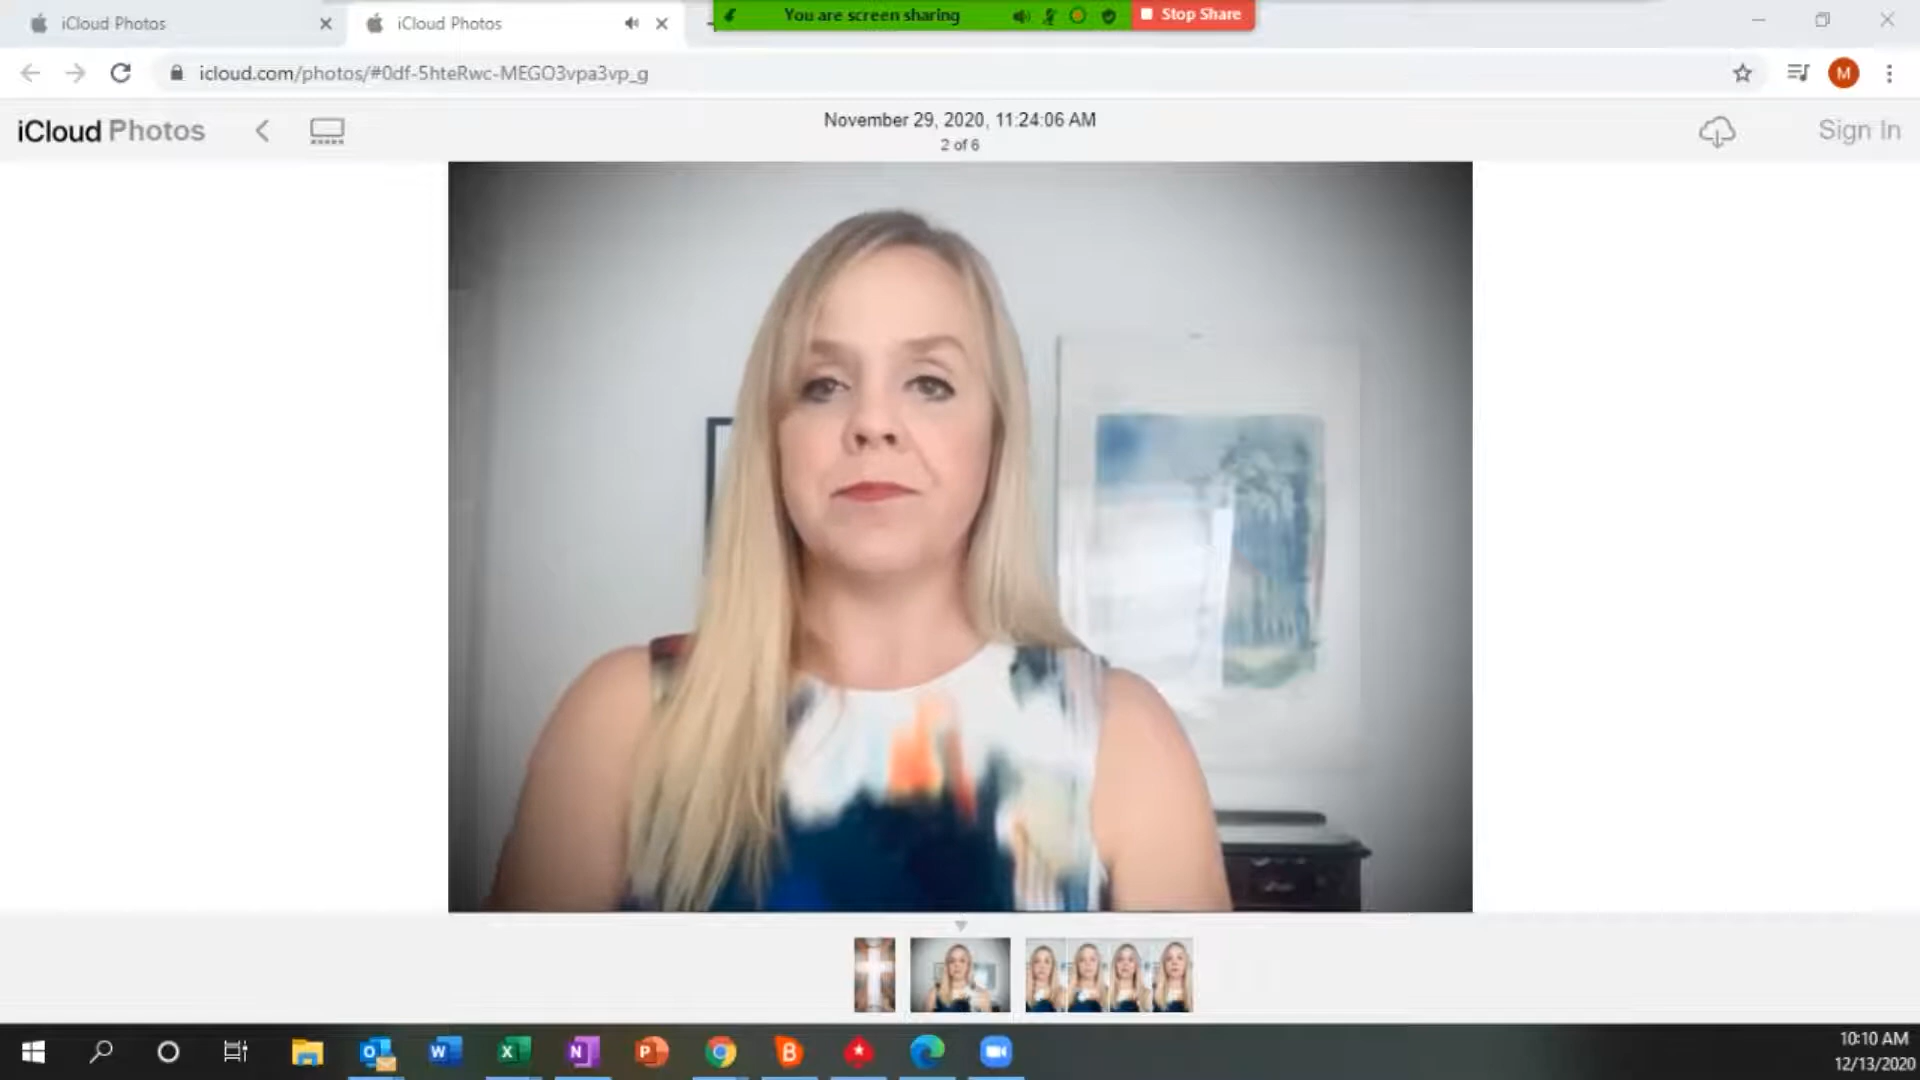 iCloud Photos
iCloud Photos
You are screen sharing
Stop Share
icloud.com/photos/#0df-5hteRwc-MEGO3vpa3vp_g
M
iCloud Photos
November 29, 2020, 11:24:06 AM
2 of 6
Sign In
O
W
X
N
P
B
10:10 AM
12/13/2020